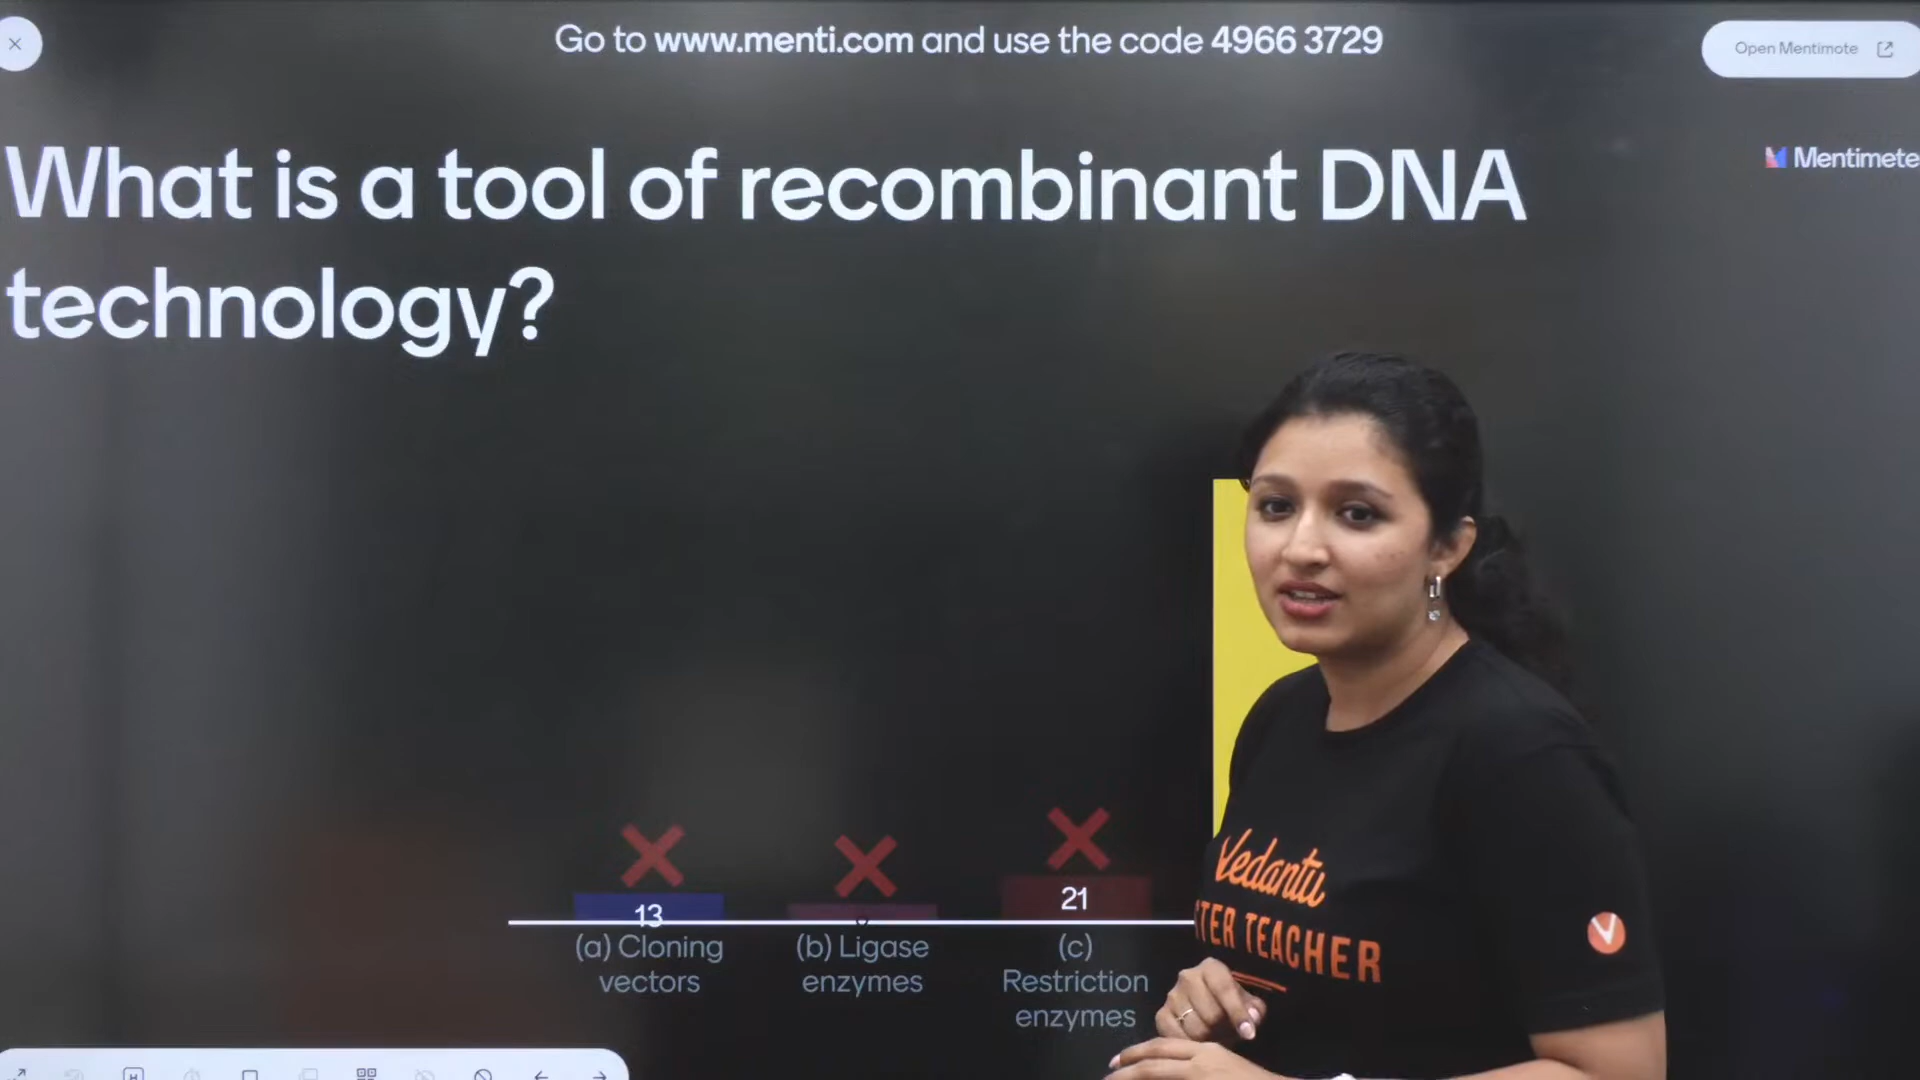 Go to www.menti.com and use the code 4966 3729
Open Mentimote
What is a tool of recombinant DNA
technology?
Mentimete
13
21
(a) Cloning
vectors
(b) Ligase
enzymes
(c)
Restriction
enzymes
Vedantu
TER TEACHER
V
H